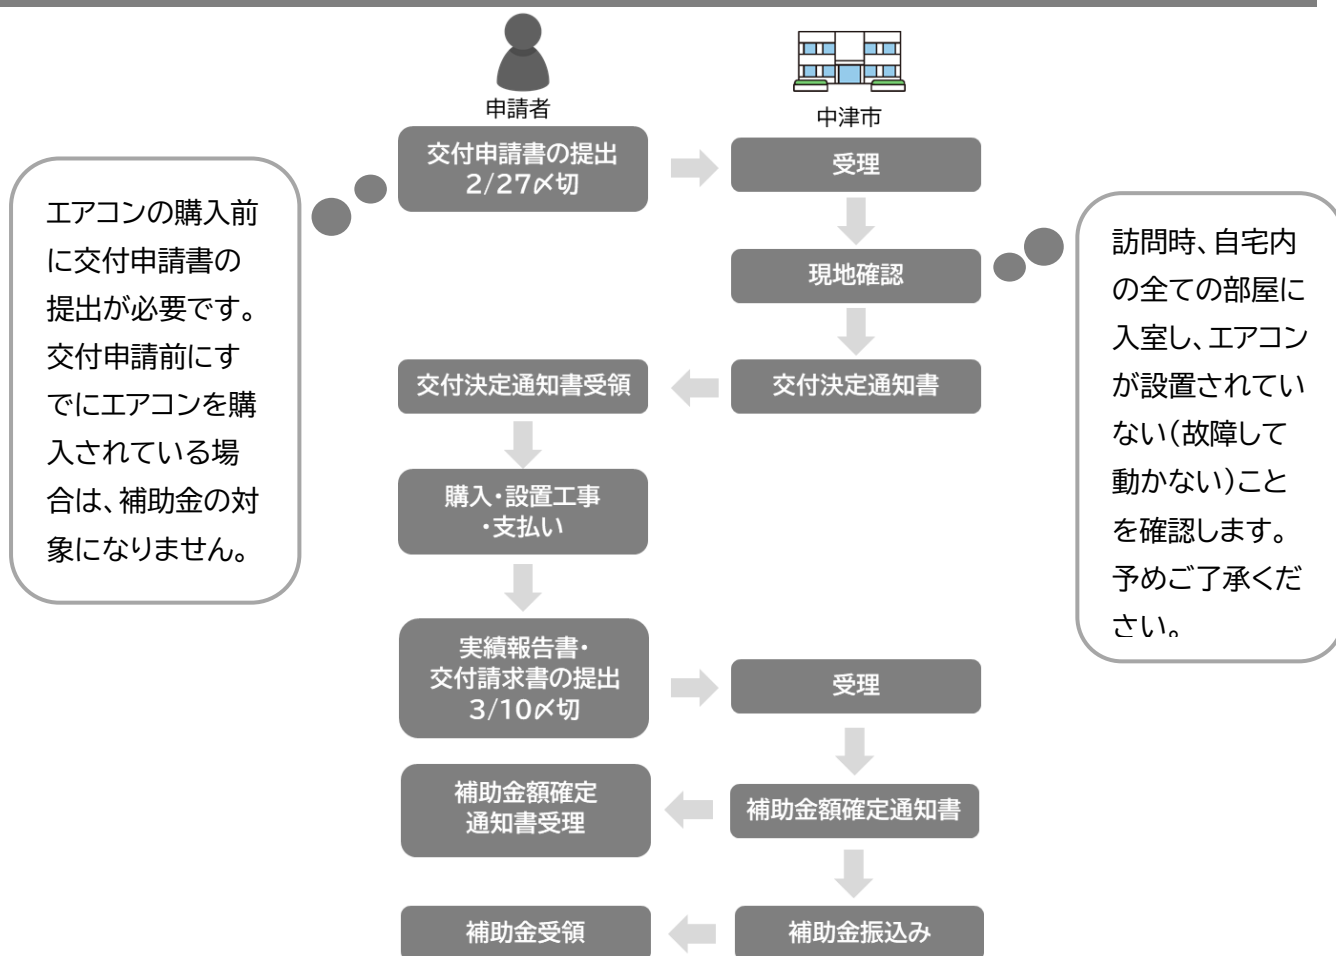 申請者
中津市
交付申請書の提出
2/27〆切
受理
エアコンの購入前
に交付申請書の
提出が必要です。
交付申請前にす
でにエアコンを購
入されている場
合は、補助金の対
象になりません。
現地確認
訪問時、自宅内
の全ての部屋に
入室し、エアコン
が設置されてい
ない(故障して
動かない)こと
を確認します。
予めご了承くだ
さい。
交付決定通知書受領
交付決定通知書
購入・設置工事
・支払い
実績報告書・
交付請求書の提出
3/10〆切
受理
補助金額確定
通知書受理
補助金額確定通知書
補助金受領
補助金振込み